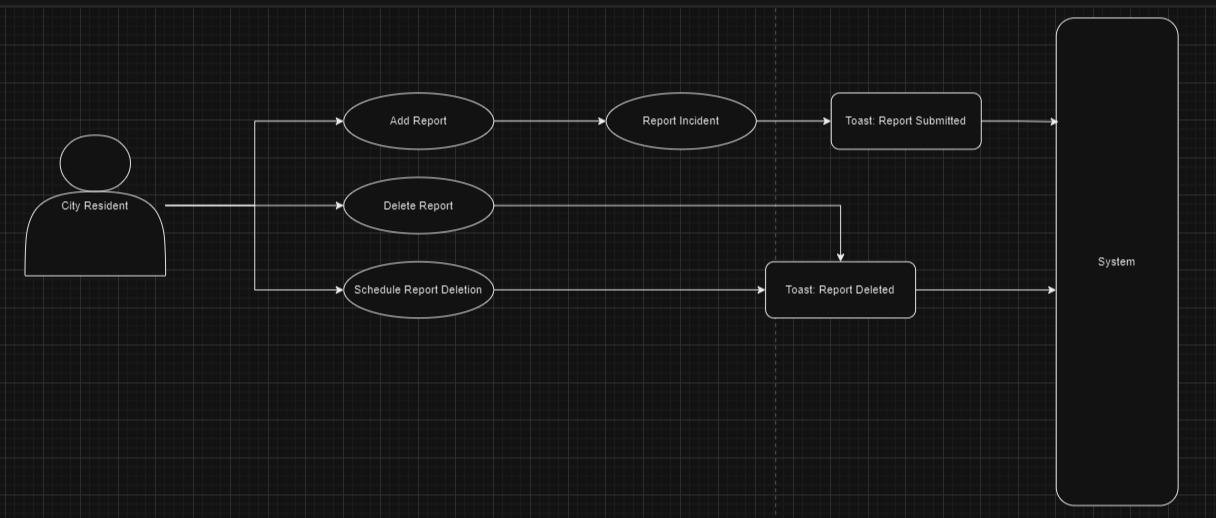 Add Report
Report Incident
Toast: Report Submitted
City Resident
Delete Report
System
Schedule Report Deletion
Toast: Report Deleted